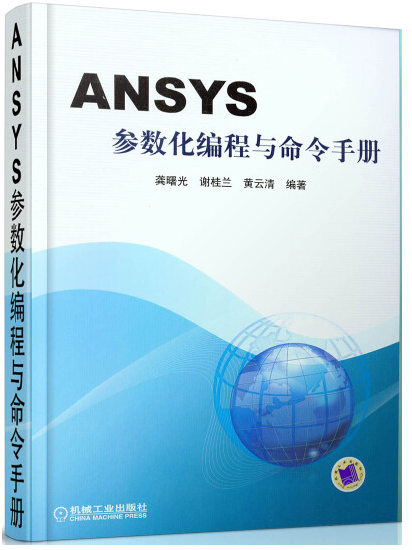 ANSYS参数化编程与命令手册
ANSYS
参数化编程与命令手册
龚曙光 谢桂兰 黄云清 编著
机械工业出版社
CHINA MACHINE PRESS